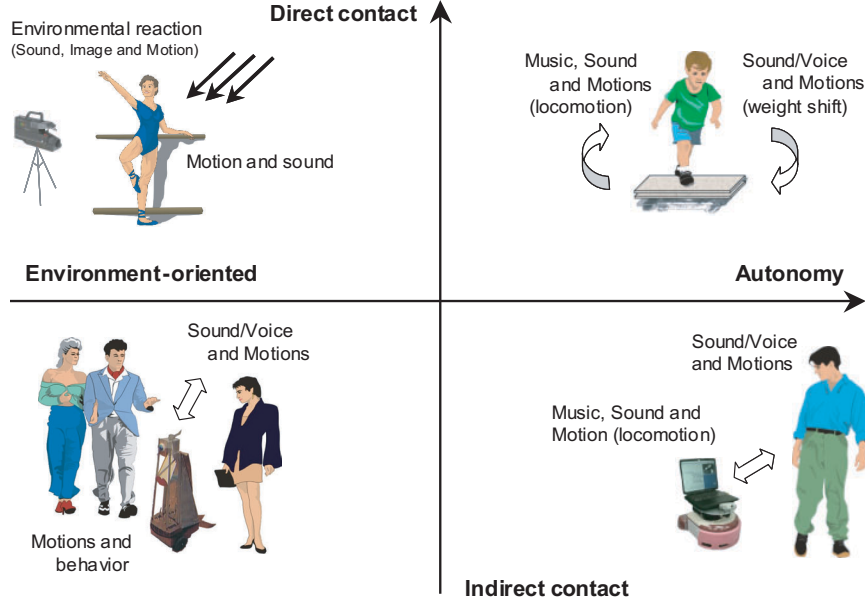 Direct contact
Environmental reaction
(Sound, Image and Motion)
Motion and sound
Music, Sound
and Motions
(locomotion)
Sound/Voice
and Motions
(weight shift)
Environment-oriented
Autonomy
Sound/Voice
and Motions
Motions and
behavior
Sound/Voice
and Motions
Music, Sound and
Motion (locomotion)
Indirect contact